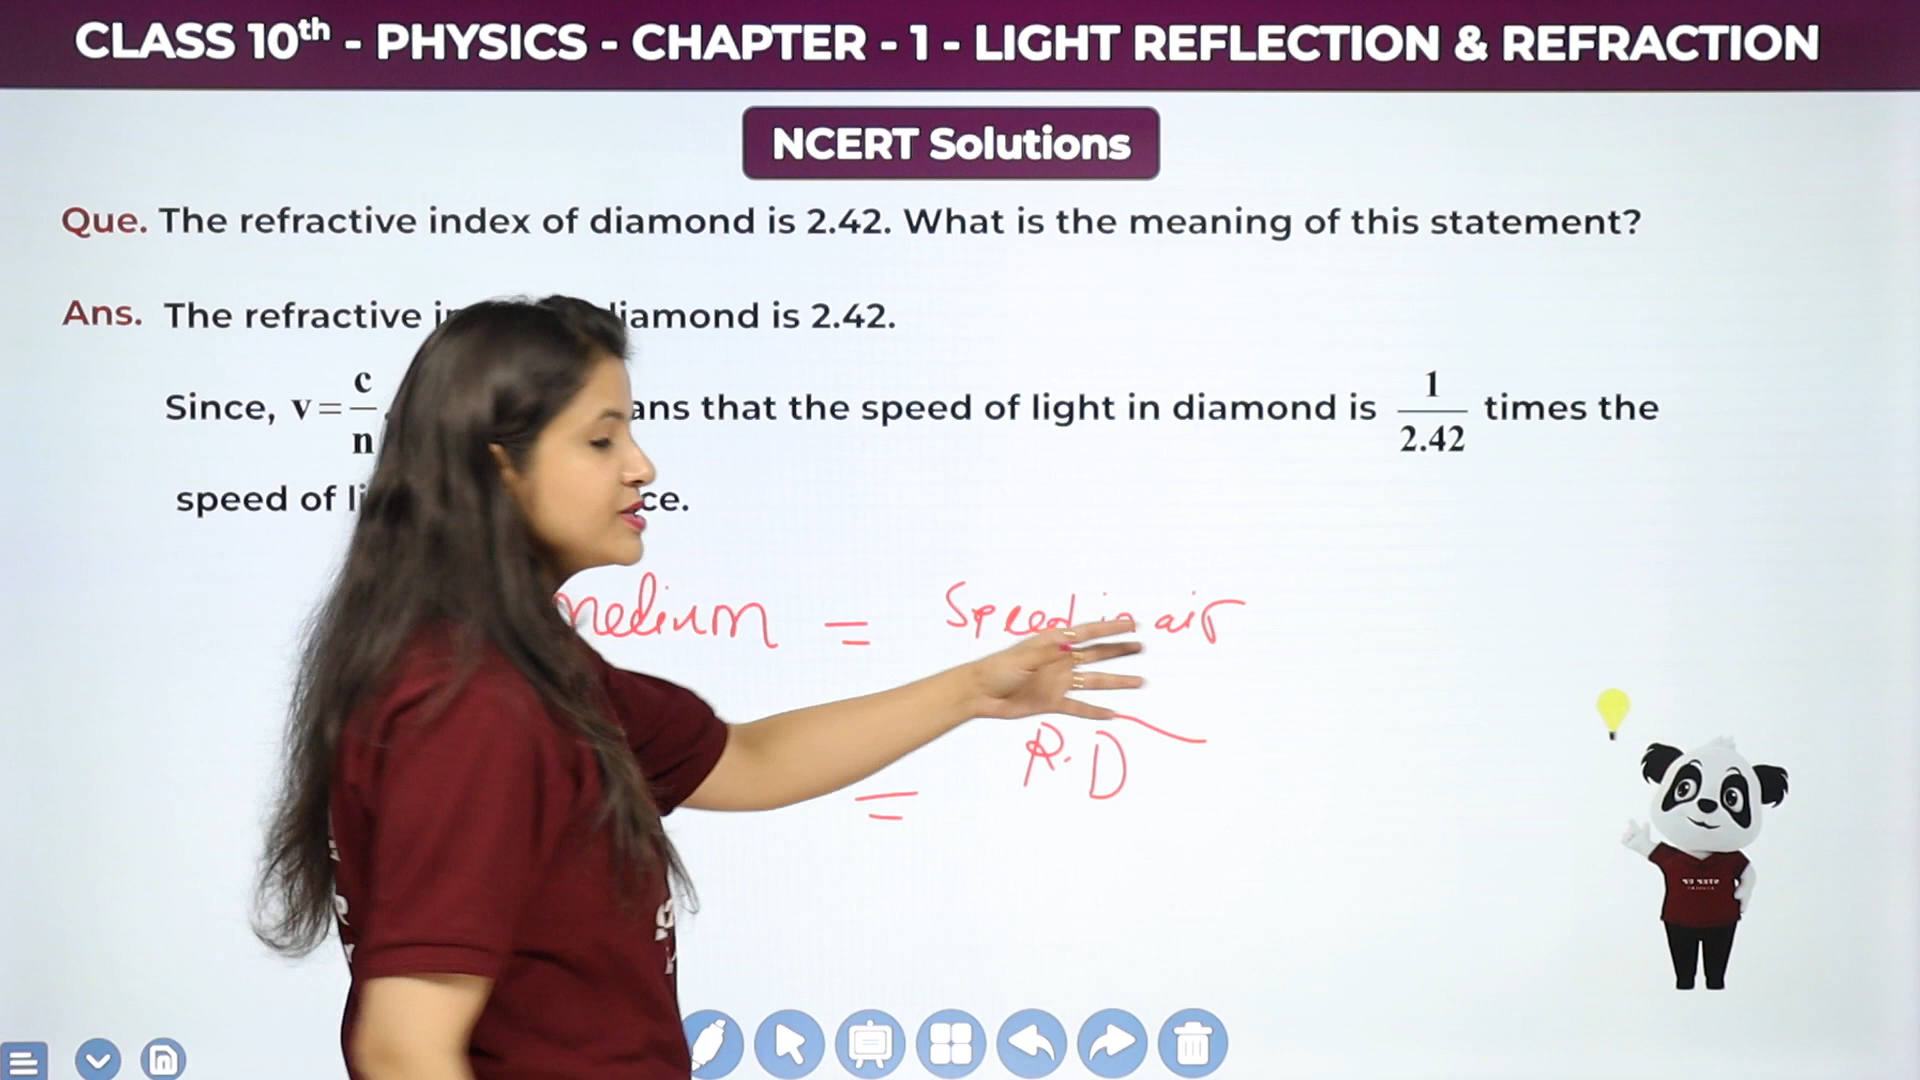 CLASS 10th - PHYSICS - CHAPTER - 1 - LIGHT REFLECTION & REFRACTION
NCERT Solutions
Que. The refractive index of diamond is 2.42. What is the meaning of this statement?
Ans. The refractive iamond is 2.42.
Since, v = c/n ans that the speed of light in diamond is 1/2.42 times the
speed of ce.
medium = Speed in air
R.D
=